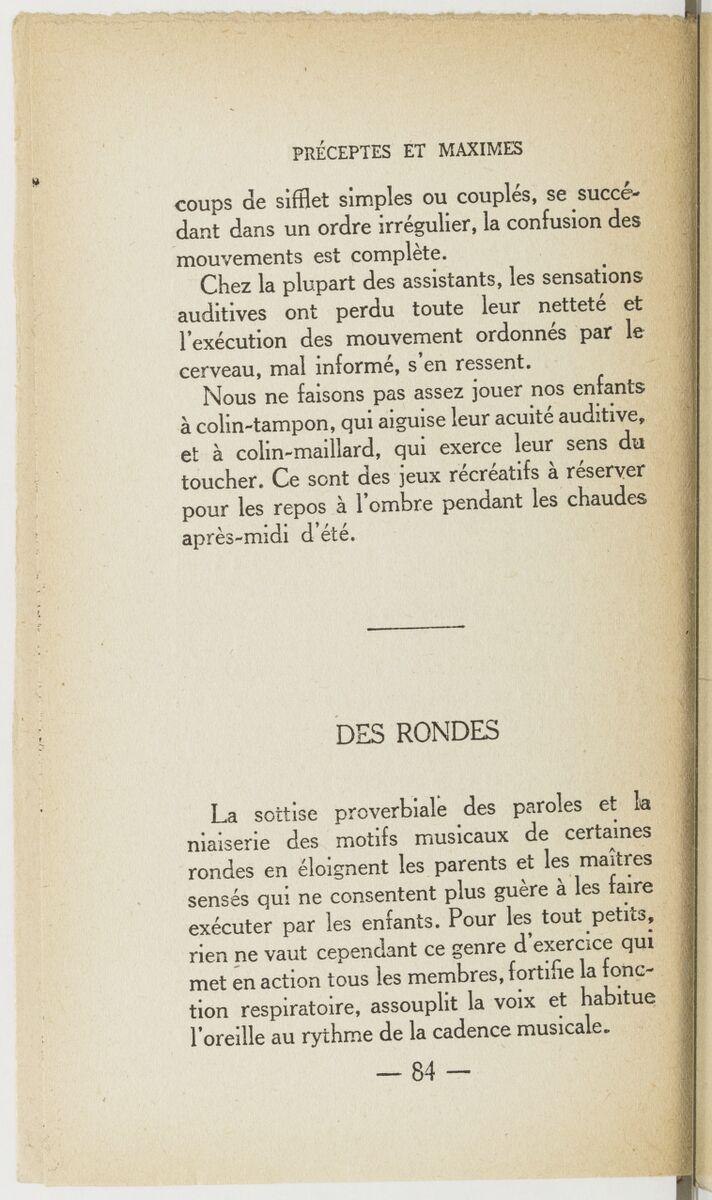 PRÉCEPTES ET MAXIMES
coups de sifflet simples ou couplés, se succé-
dant dans un ordre irrégulier, la confusion des
mouvements est complète.
Chez la plupart des assistants, les sensations
auditives ont perdu toute leur netteté et
l'exécution des mouvement ordonnés par le
cerveau, mal informé, s'en ressent.
Nous ne faisons pas assez jouer nos enfants
à colin-tampon, qui aiguise leur acuité auditive,
et à colin-maillard, qui exerce leur sens du
toucher. Ce sont des jeux récréatifs à réserver
pour les repos à l'ombre pendant les chaudes
après-midi d'été.
DES RONDES
La sottise proverbiale des paroles et la
niaiserie des motifs musicaux de certaines
rondes en éloignent les parents et les maîtres
sensés qui ne consentent plus guère à les faire
exécuter par les enfants. Pour les tout petits,
rien ne vaut cependant ce genre d'exercice qui
met en action tous les membres, fortifie la fonc-
tion respiratoire, assouplit la voix et habitue
l'oreille au rythme de la cadence musicale.
— 84 —